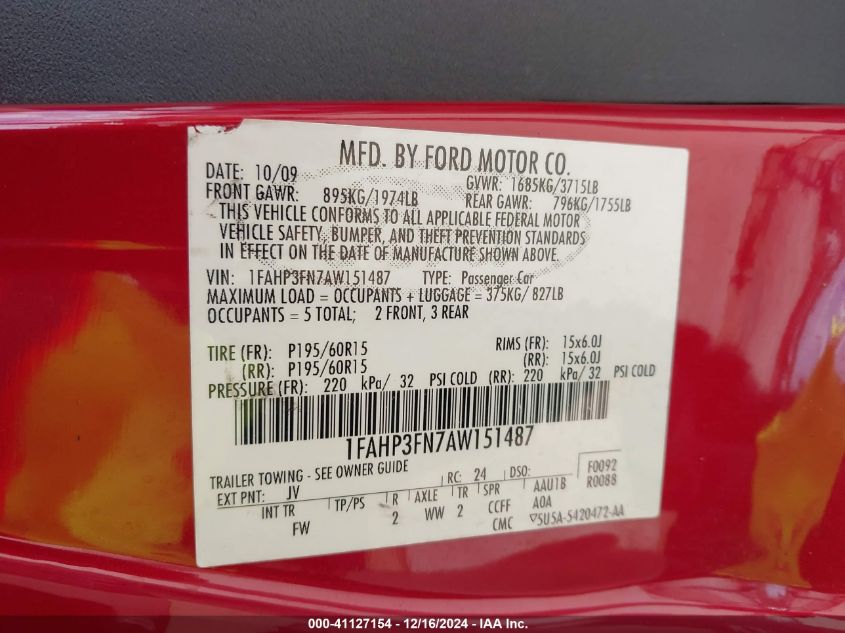 MFD. BY FORD MOTOR CO.
DATE: 10/09 GVWR: 1685KG/3715LB
FRONT GAWR: 895KG/1974LB REAR GAWR: 796KG/1755LB
THIS VEHICLE CONFORMS TO ALL APPLICABLE FEDERAL MOTOR
VEHICLE SAFETY, BUMPER, AND THEFT PREVENTION STANDARDS
IN EFFECT ON THE DATE OF MANUFACTURE SHOWN ABOVE.
VIN: 1FAHP3FN7AW151487 TYPE: Passenger Car
MAXIMUM LOAD = OCCUPANTS + LUGGAGE = 375KG/ 827LB
OCCUPANTS = 5 TOTAL; 2 FRONT, 3 REAR
TIRE (FR): P195/60R15 RIMS (FR): 15x6.0J
(RR): P195/60R15 (RR): 15x6.0J
PRESSURE (FR): 220 kPa/ 32 PSI COLD (RR): 220 kPa/ 32 PSI COLD
1FAHP3FN7AW151487
TRAILER TOWING - SEE OWNER GUIDE
EXT PNT: JV RC: 24 DSO: F0092
INT TR TP/PS R AXLE TR SPR AAU1B R0088
FW 2 WW 2 CCFF A0A
CMC ▽5U5A-5420472-AA
000-41127154 - 12/16/2024 - IAA Inc.